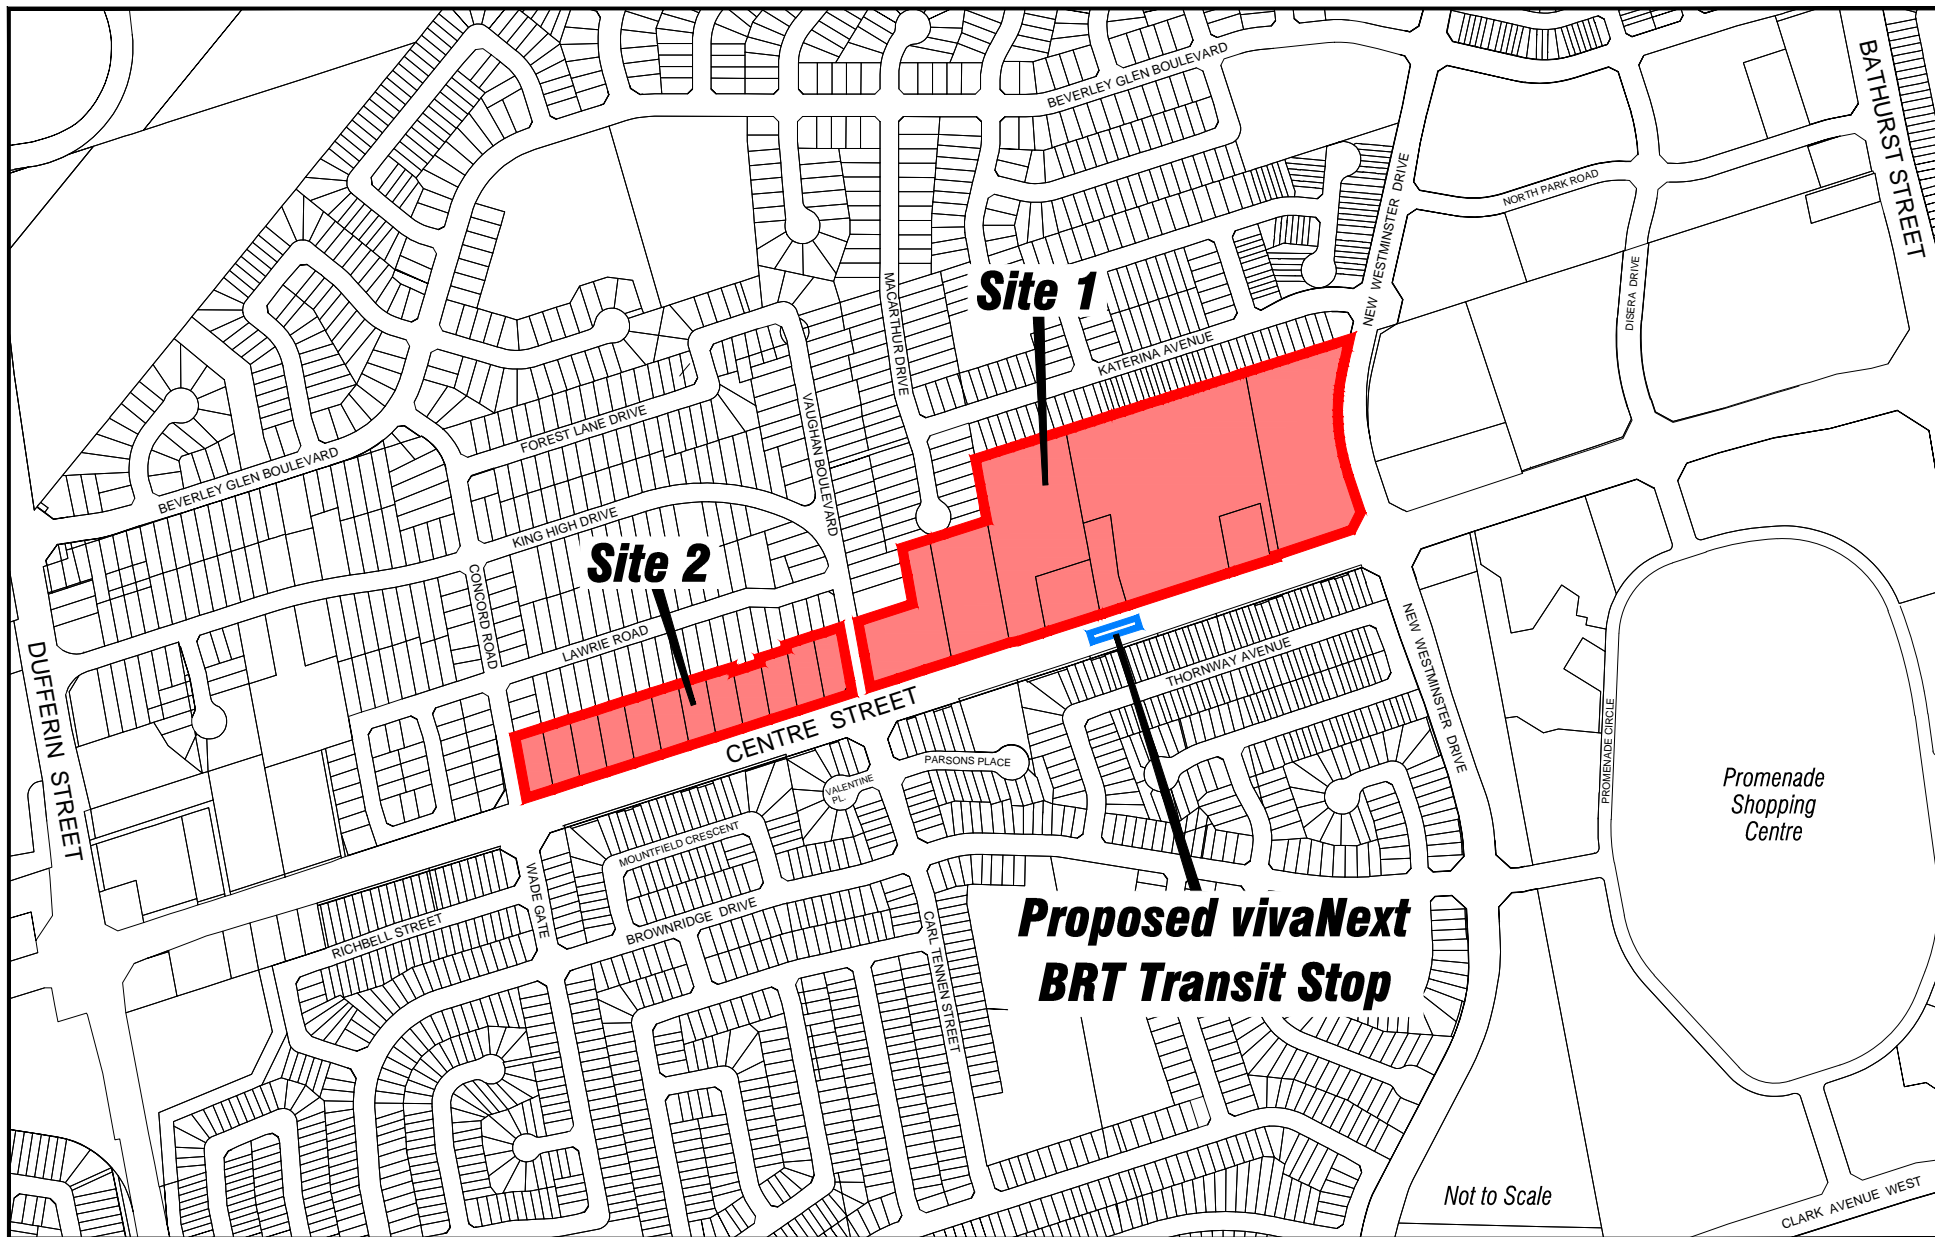 BEVERLEY GLEN BOULEVARD
BATHURST STREET
NEW WESTMINSTER DRIVE
NORTH PARK ROAD
Site 1
MACARTHUR DRIVE
DISERA DRIVE
KATERINA AVENUE
VAUGHAN BOULEVARD
FOREST LANE DRIVE
BEVERLEY GLEN BOULEVARD
KING HIGH DRIVE
Site 2
CONCORD ROAD
LAWRIE ROAD
DUFFERIN STREET
THORNWAY AVENUE
NEW WESTMINSTER DRIVE
CENTRE STREET
PARSONS PLACE
VALENTINE
PL.
PROMENADE CIRCLE
Promenade
Shopping
Centre
MOUNTFIELD CRESCENT
WADE GATE
BROWNRIDGE DRIVE
RICHBELL STREET
CARL TENNEN STREET
Proposed vivaNext
BRT Transit Stop
Not to Scale
CLARK AVENUE WEST